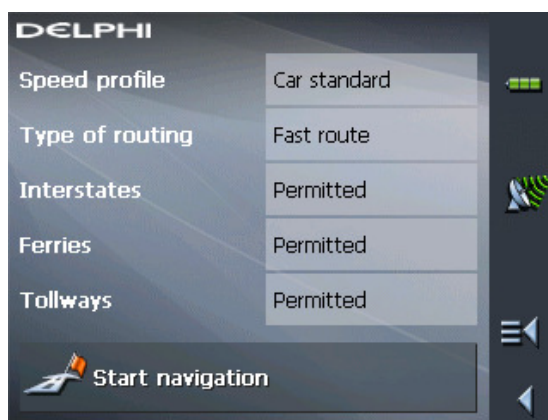 DELPHI
Speed profile Car standard
Type of routing Fast route
Interstates Permitted
Ferries Permitted
Tollways Permitted
Start navigation